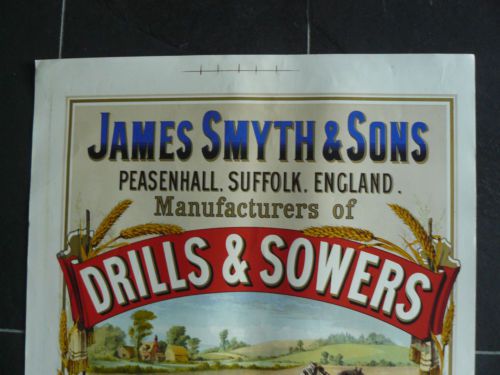 JAMES SMYTH & SONS
PEASENHALL. SUFFOLK. ENGLAND.
Manufacturers of
DRILLS & SOWERS